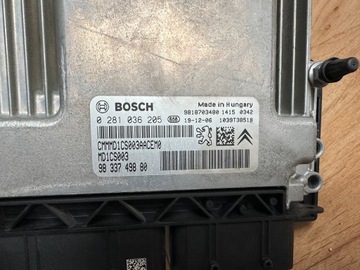 BOSCH
Made in Hungary
0 281 036 205
9818703480 1415 0342
19-12-06 1039T38518
CMMMD1CS003AACEM0
MD1CS003
98 337 498 80